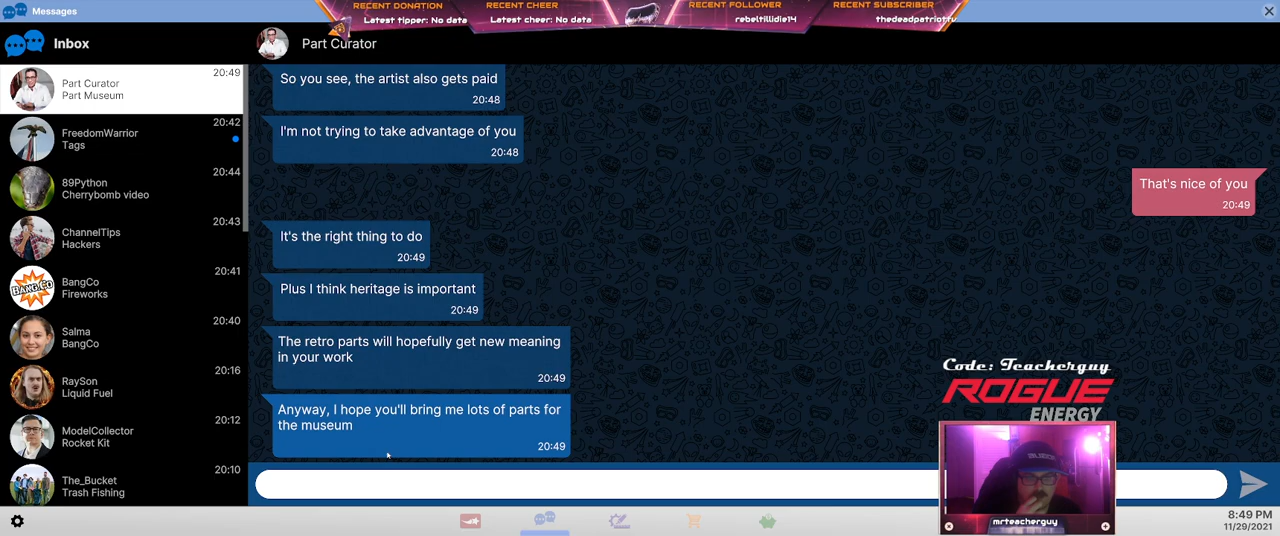 Messages
RECENT DONATION
Latest tipper: No data
RECENT CHEER
Latest cheer: No data
RECENT FOLLOWER
rebeltillidie14
RECENT SUBSCRIBER
thedeadpatriottv
Inbox
Part Curator
Part Curator
Part Museum
20:49
FreedomWarrior
Tags
20:42
89Python
Cherrybomb video
20:44
ChannelTips
Hackers
20:43
BANG.CO
BangCo
Fireworks
20:41
Salma
BangCo
20:40
RaySon
Liquid Fuel
20:16
ModelCollector
Rocket Kit
20:12
The_Bucket
Trash Fishing
20:10
So you see, the artist also gets paid
20:48
I'm not trying to take advantage of you
20:48
That's nice of you
20:49
It's the right thing to do
20:49
Plus I think heritage is important
20:49
The retro parts will hopefully get new meaning
in your work
20:49
Anyway, I hope you'll bring me lots of parts for
the museum
20:49
Code: Teacherguy
ROGUE
ENERGY
mrteacherguy
8:49 PM
11/29/2021